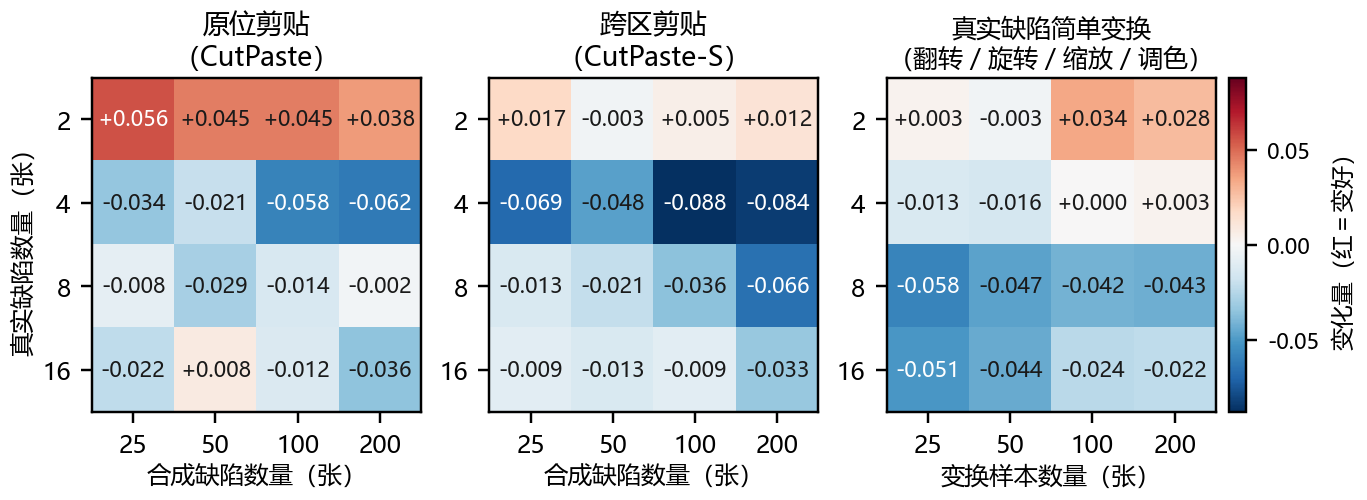 原位剪贴
（CutPaste）
跨区剪贴
（CutPaste-S）
真实缺陷简单变换
（翻转 / 旋转 / 缩放 / 调色）
真实缺陷数量（张）
2
+0.056 +0.045 +0.045 +0.038
4
-0.034 -0.021 -0.058 -0.062
8
-0.008 -0.029 -0.014 -0.002
16
-0.022 +0.008 -0.012 -0.036
25 50 100 200
合成缺陷数量（张）
2
+0.017 -0.003 +0.005 +0.012
4
-0.069 -0.048 -0.088 -0.084
8
-0.013 -0.021 -0.036 -0.066
16
-0.009 -0.013 -0.009 -0.033
25 50 100 200
合成缺陷数量（张）
2
+0.003 -0.003 +0.034 +0.028
4
-0.013 -0.016 +0.000 +0.003
8
-0.058 -0.047 -0.042 -0.043
16
-0.051 -0.044 -0.024 -0.022
25 50 100 200
变换样本数量（张）
0.05
0.00
-0.05
变化量（红 = 变好）